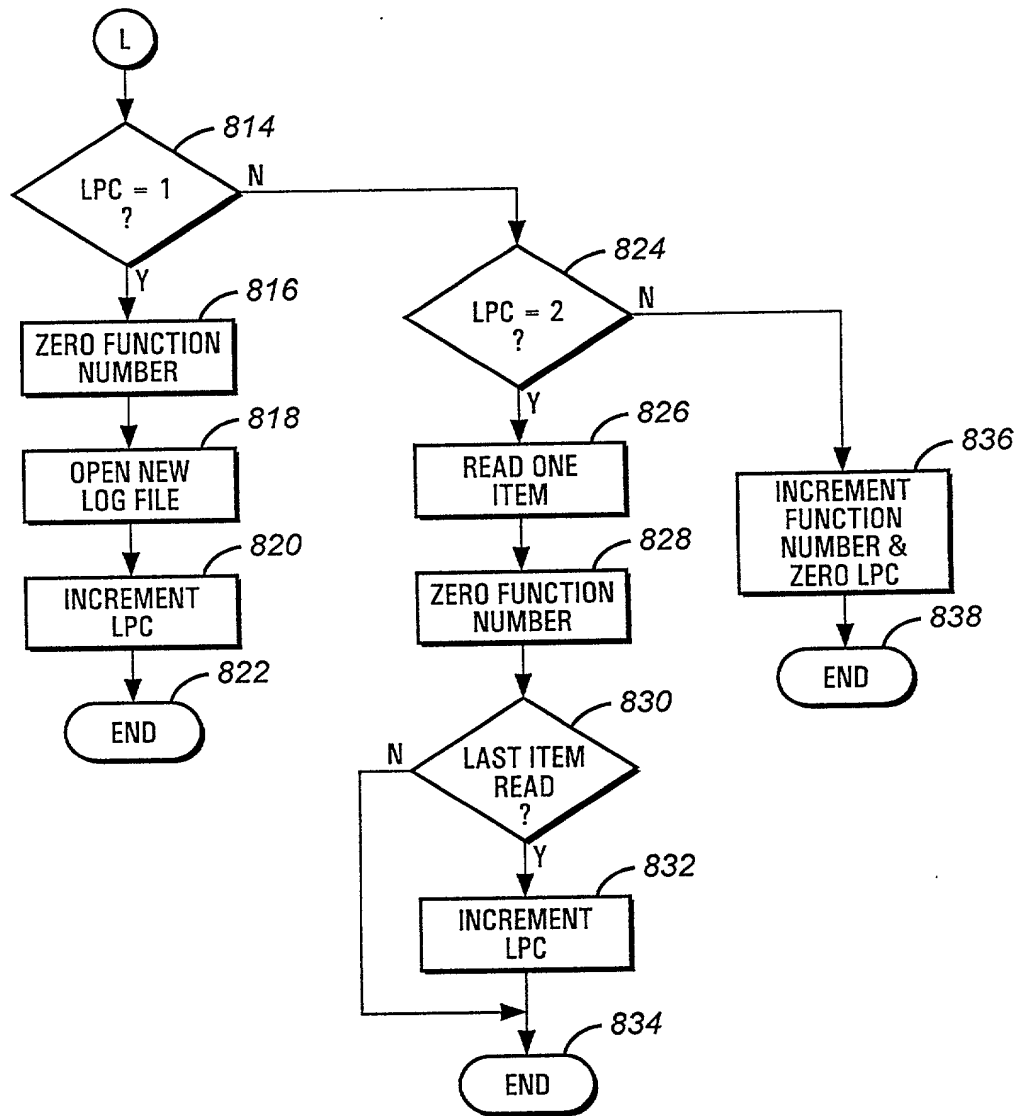 L
814
LPC = 1
?
N
Y
816
ZERO FUNCTION
NUMBER
818
OPEN NEW
LOG FILE
820
INCREMENT
LPC
822
END
824
LPC = 2
?
N
Y
826
READ ONE
ITEM
828
ZERO FUNCTION
NUMBER
830
LAST ITEM
READ
?
N
Y
832
INCREMENT
LPC
834
END
836
INCREMENT
FUNCTION
NUMBER &
ZERO LPC
838
END